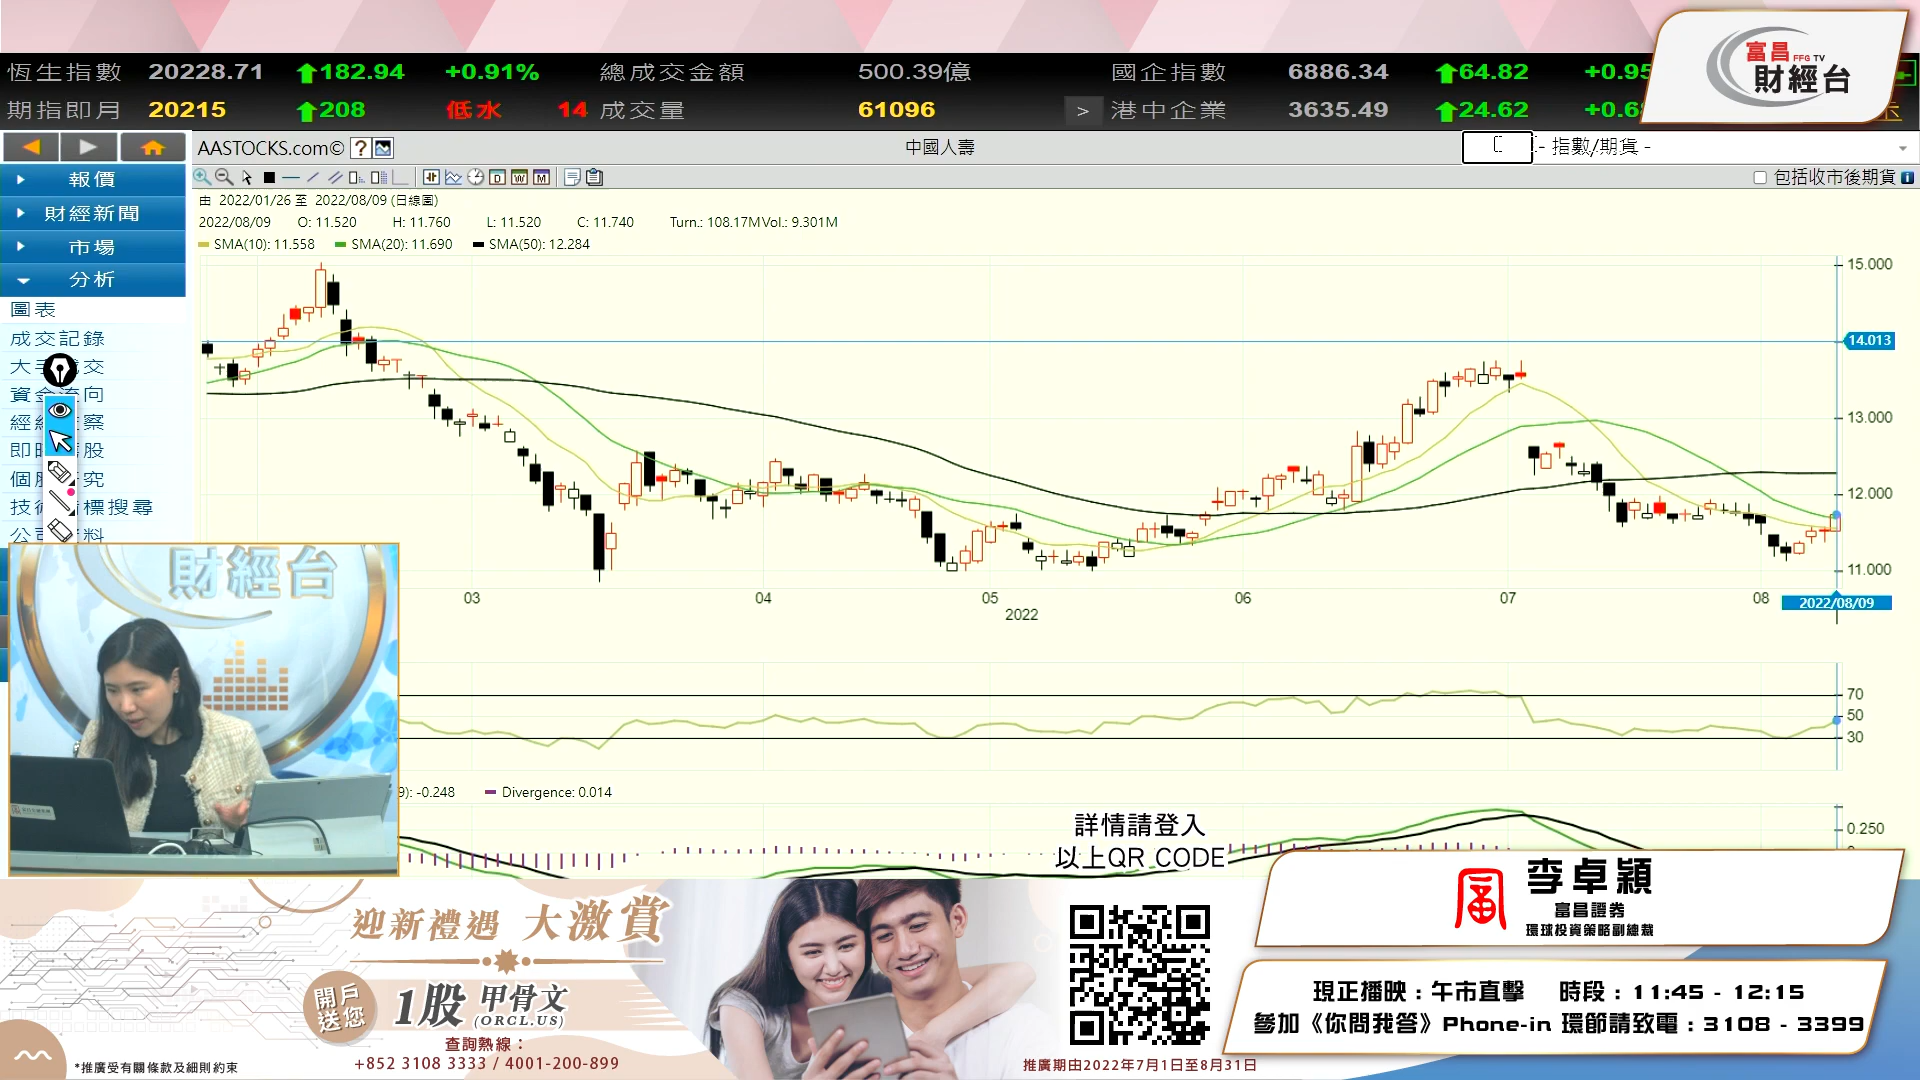 恆生指數 20228.71 182.94 +0.91% 總成交金額 500.39億 國企指數 6886.34 64.82 +0.95
期指即月 20215 208 低水 14 成交量 61096 > 港中企業 3635.49 24.62
富昌 FFG TV
財經台
AASTOCKS.com© ? 中國人壽 - 指數/期貨 -
包括收市後期貨
報價
財經新聞
市場
分析
圖表
成交記錄
技 標搜尋
由 2022/01/26 至 2022/08/09 (日線圖)
2022/08/09 O: 11.520 H: 11.760 L: 11.520 C: 11.740 Turn.: 108.17M Vol.: 9.301M
SMA(10): 11.558 SMA(20): 11.690 SMA(50): 12.284
15.000
14.013
13.000
12.000
11.000
03 04 05 06 07 08
2022
2022/08/09
70
50
30
9): -0.248 Divergence: 0.014
0.250
財經台
詳情請登入
以上QR CODE
迎新禮遇 大激賞
開戶
送您
1股 甲骨文
(ORCL.US)
查詢熱線：
+852 3108 3333 / 4001-200-899
*推廣受有關條款及細則約束
推廣期由2022年7月1日至8月31日
李卓穎
富昌證券
環球投資策略副總裁
現正播映：午市直擊 時段：11:45 - 12:15
參加《你問我答》Phone-in 環節請致電：3108 - 3399